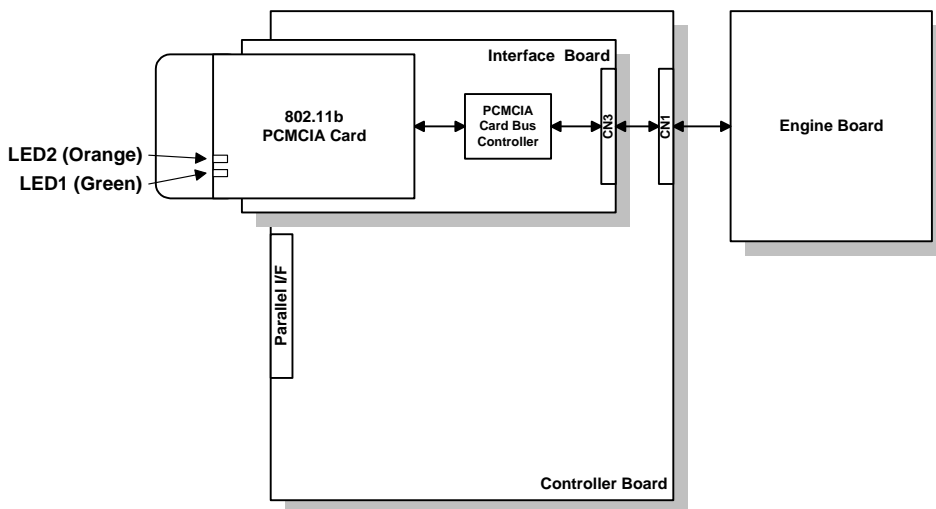 Interface Board
802.11b
PCMCIA Card
PCMCIA
Card Bus
Controller
CN3
CN1
Engine Board
LED2 (Orange)
LED1 (Green)
Parallel I/F
Controller Board